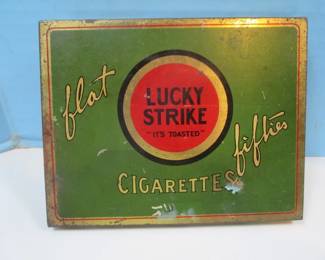 flat
LUCKY
STRIKE
"IT'S TOASTED"
fifties
CIGARETTES